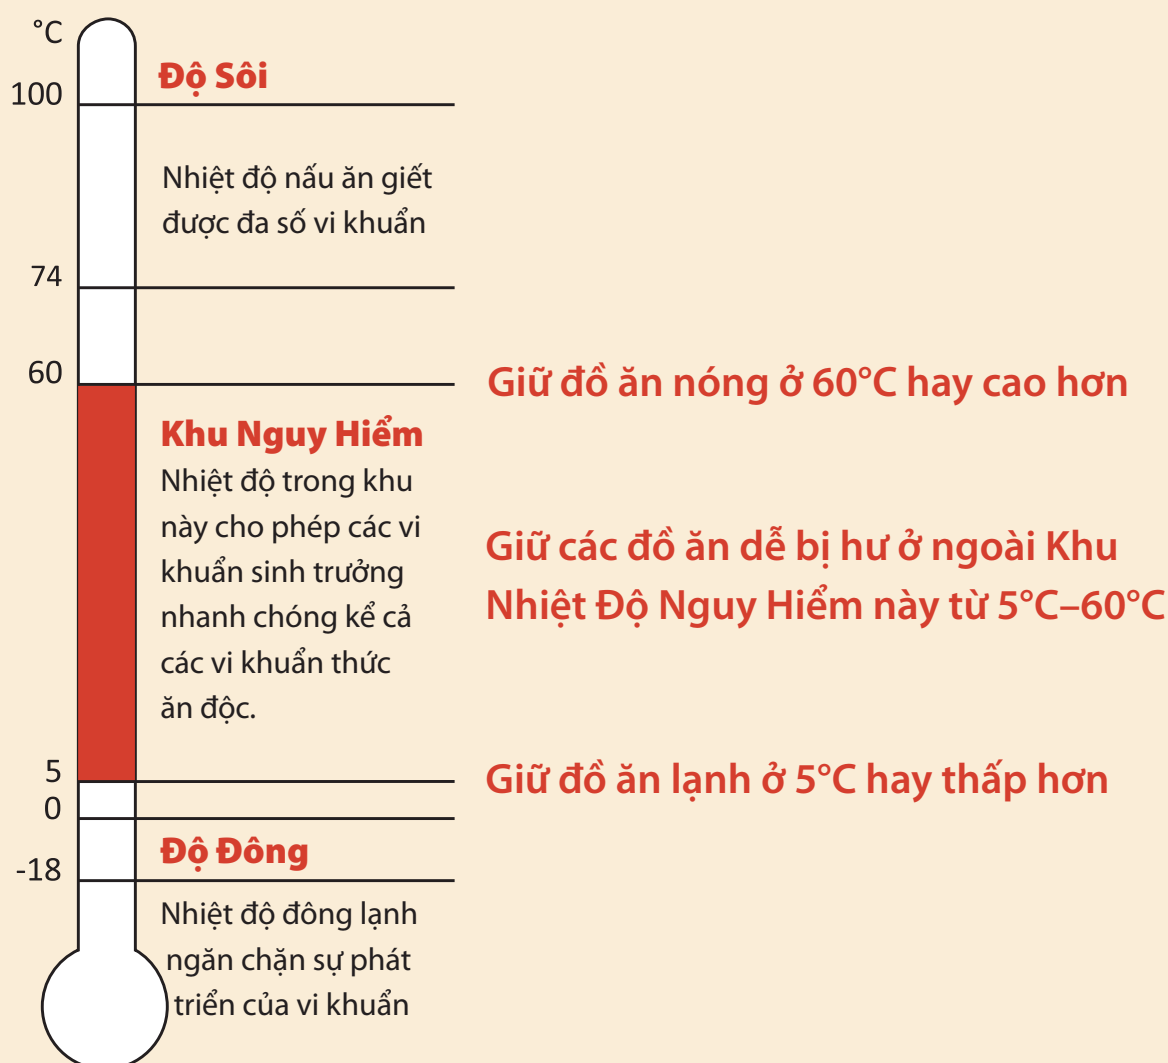 °C
Độ Sôi
100
Nhiệt độ nấu ăn giết
được đa số vi khuẩn
74
60
Giữ đồ ăn nóng ở 60°C hay cao hơn
Khu Nguy Hiểm
Nhiệt độ trong khu
này cho phép các vi
khuẩn sinh trưởng
nhanh chóng kể cả
các vi khuẩn thức
ăn độc.
Giữ các đồ ăn dễ bị hư ở ngoài Khu
Nhiệt Độ Nguy Hiểm này từ 5°C–60°C
5
Giữ đồ ăn lạnh ở 5°C hay thấp hơn
0
Độ Đông
-18
Nhiệt độ đông lạnh
ngăn chặn sự phát
triển của vi khuẩn